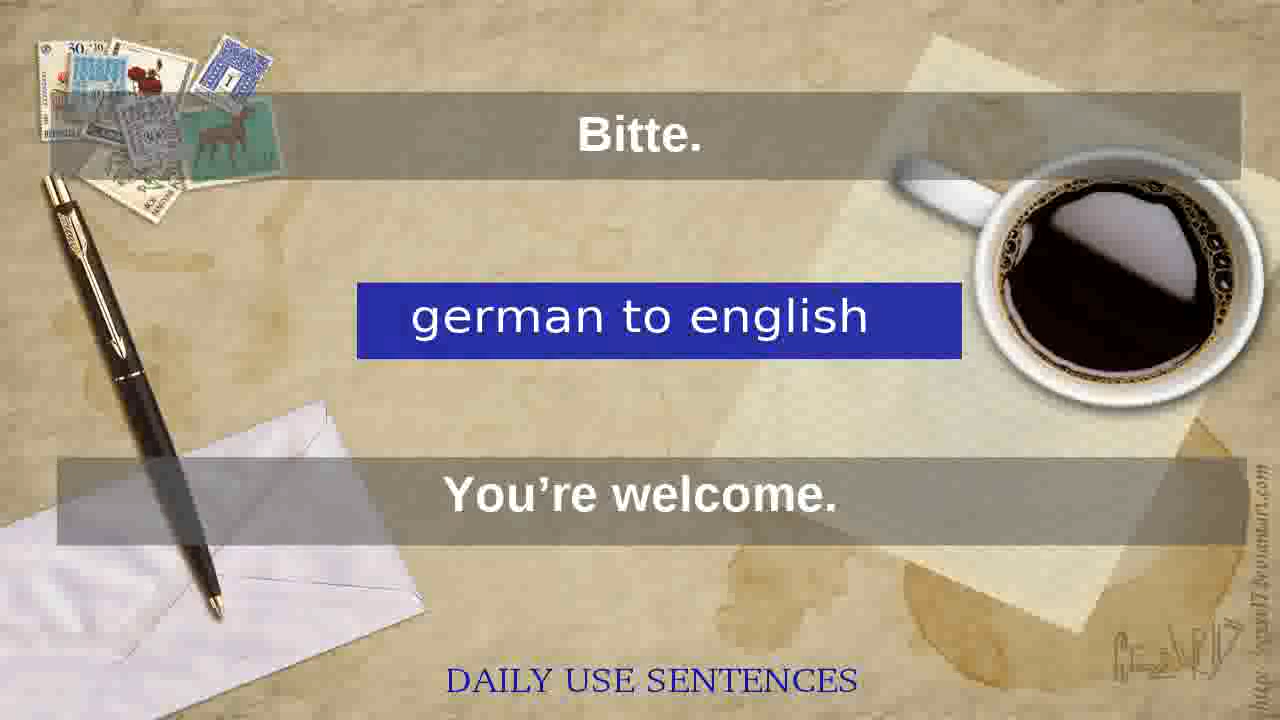 Bitte.
german to english
You’re welcome.
DAILY USE SENTENCES